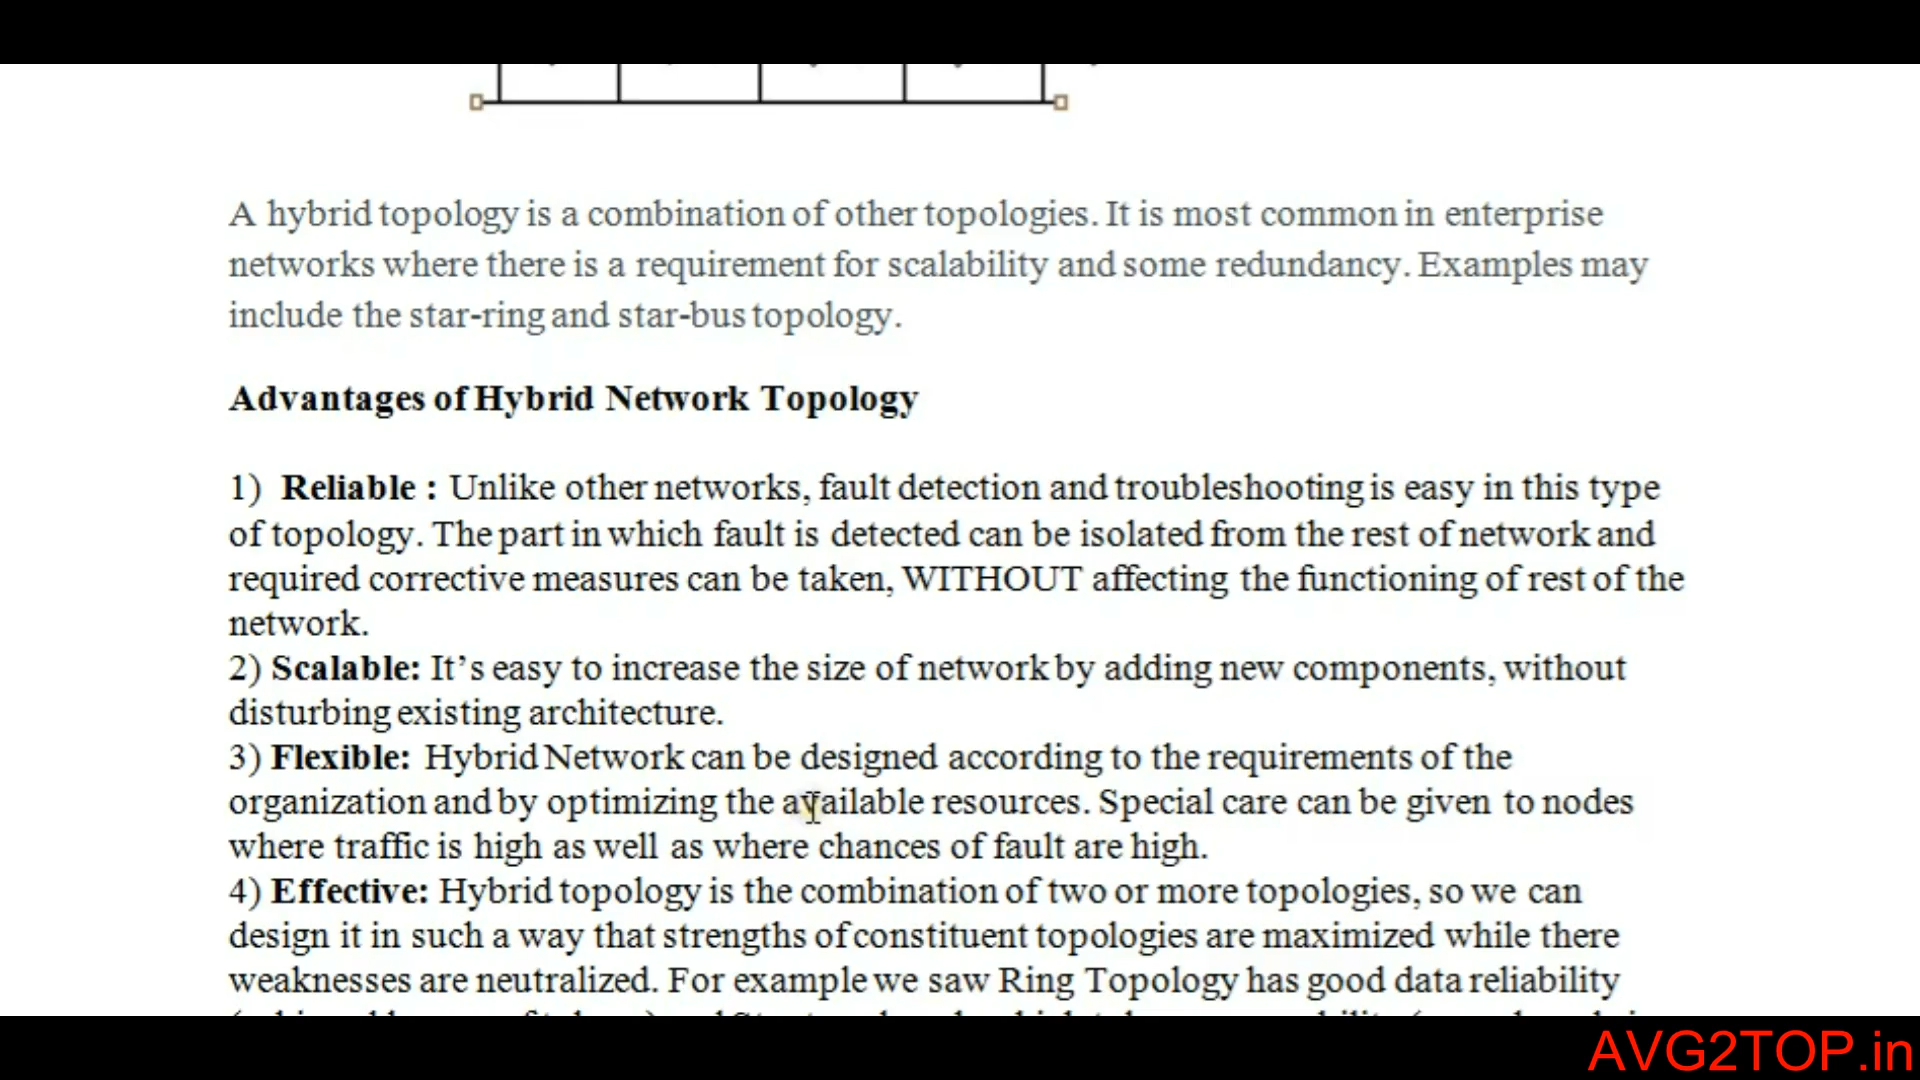 A hybrid topology is a combination of other topologies. It is most common in enterprise
networks where there is a requirement for scalability and some redundancy. Examples may
include the star-ring and star-bus topology.
Advantages of Hybrid Network Topology
1) Reliable : Unlike other networks, fault detection and troubleshooting is easy in this type
of topology. The part in which fault is detected can be isolated from the rest of network and
required corrective measures can be taken, WITHOUT affecting the functioning of rest of the
network.
2) Scalable: It’s easy to increase the size of network by adding new components, without
disturbing existing architecture.
3) Flexible: Hybrid Network can be designed according to the requirements of the
organization and by optimizing the available resources. Special care can be given to nodes
where traffic is high as well as where chances of fault are high.
4) Effective: Hybrid topology is the combination of two or more topologies, so we can
design it in such a way that strengths of constituent topologies are maximized while there
weaknesses are neutralized. For example we saw Ring Topology has good data reliability
AVG2TOP.in